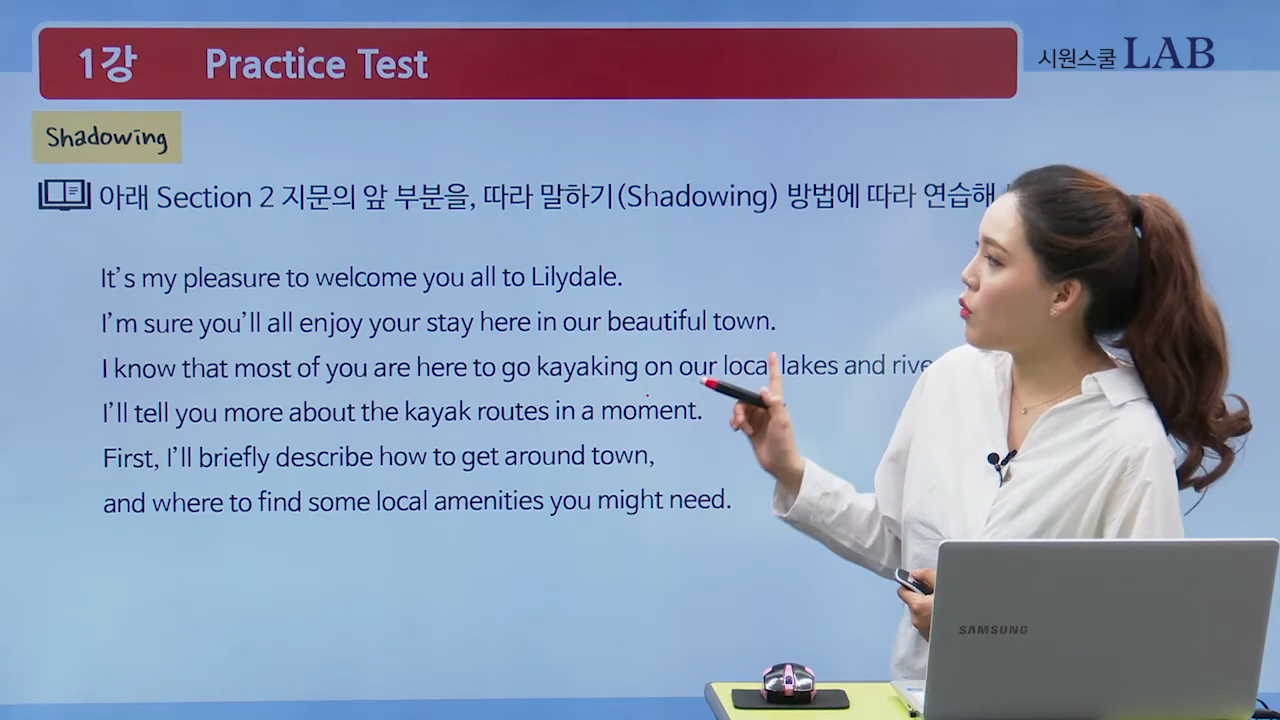 1강 Practice Test
시원스쿨 LAB
Shadowing
아래 Section 2 지문의 앞 부분을, 따라 말하기(Shadowing) 방법에 따라 연습해
It's my pleasure to welcome you all to Lilydale.
I'm sure you'll all enjoy your stay here in our beautiful town.
I know that most of you are here to go kayaking on our local lakes and
I'll tell you more about the kayak routes in a moment.
First, I'll briefly describe how to get around town,
and where to find some local amenities you might need.
SAMSUNG